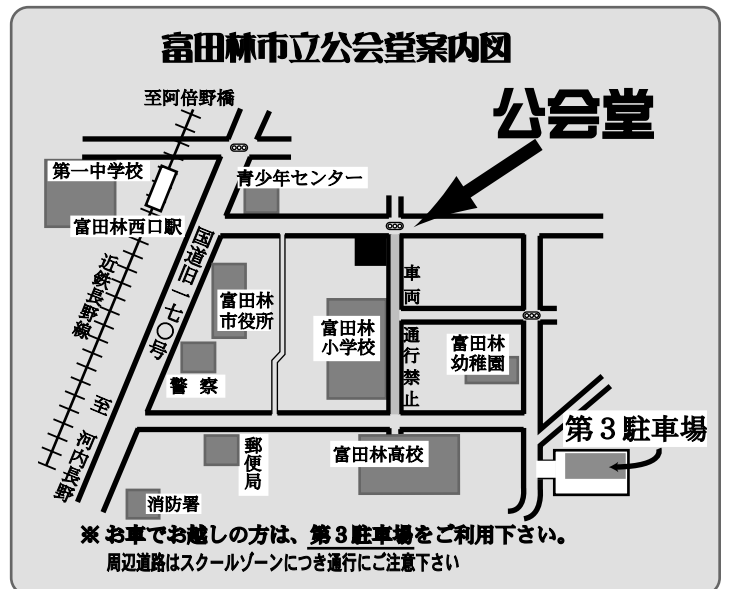 富田林市立公会堂案内図
公会堂
至阿倍野橋
第一中学校
青少年センター
富田林西口駅
国道旧一七〇号
近鉄長野線
至 河内長野
富田林
市役所
警察
富田林
小学校
車両 通行禁止
富田林
幼稚園
第3駐車場
郵便局
富田林高校
消防署
※ お車でお越しの方は、第3駐車場をご利用下さい。
周辺道路はスクールゾーンにつき通行にご注意下さい